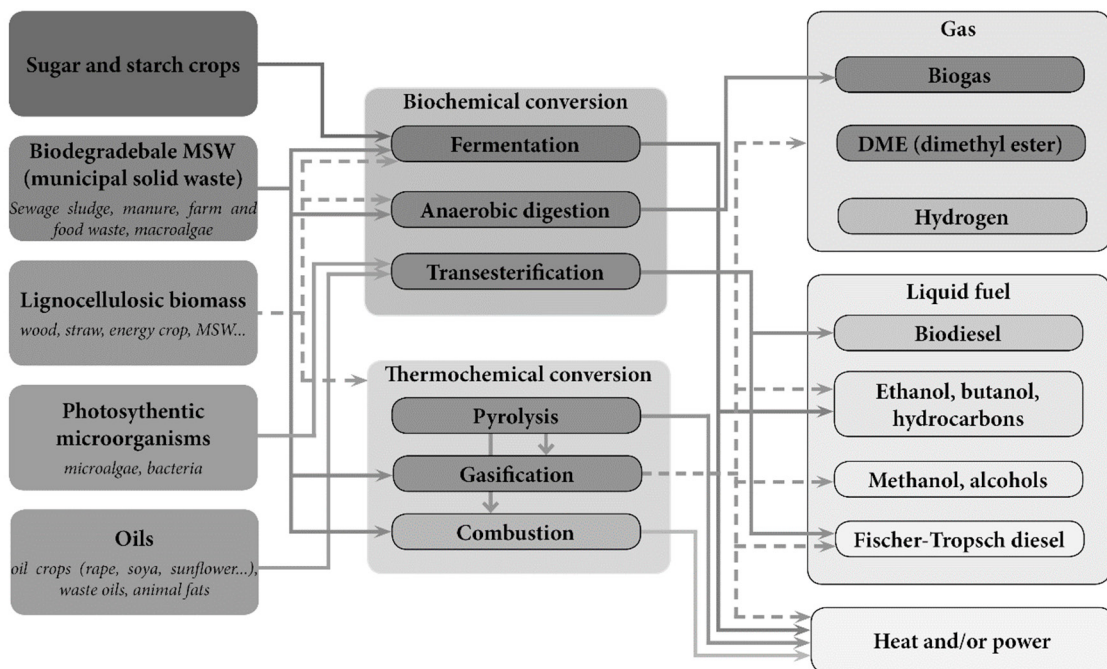 Sugar and starch crops
Biodegradebale MSW
(municipal solid waste)
Sewage sludge, manure, farm and
food waste, macroalgae
Lignocellulosic biomass
wood, straw, energy crop, MSW...
Photosythentic
microorganisms
microalgae, bacteria
Oils
oil crops (rape, soya, sunflower...),
waste oils, animal fats
Biochemical conversion
Fermentation
Anaerobic digestion
Transesterification
Thermochemical conversion
Pyrolysis
Gasification
Combustion
Gas
Biogas
DME (dimethyl ester)
Hydrogen
Liquid fuel
Biodiesel
Ethanol, butanol,
hydrocarbons
Methanol, alcohols
Fischer-Tropsch diesel
Heat and/or power